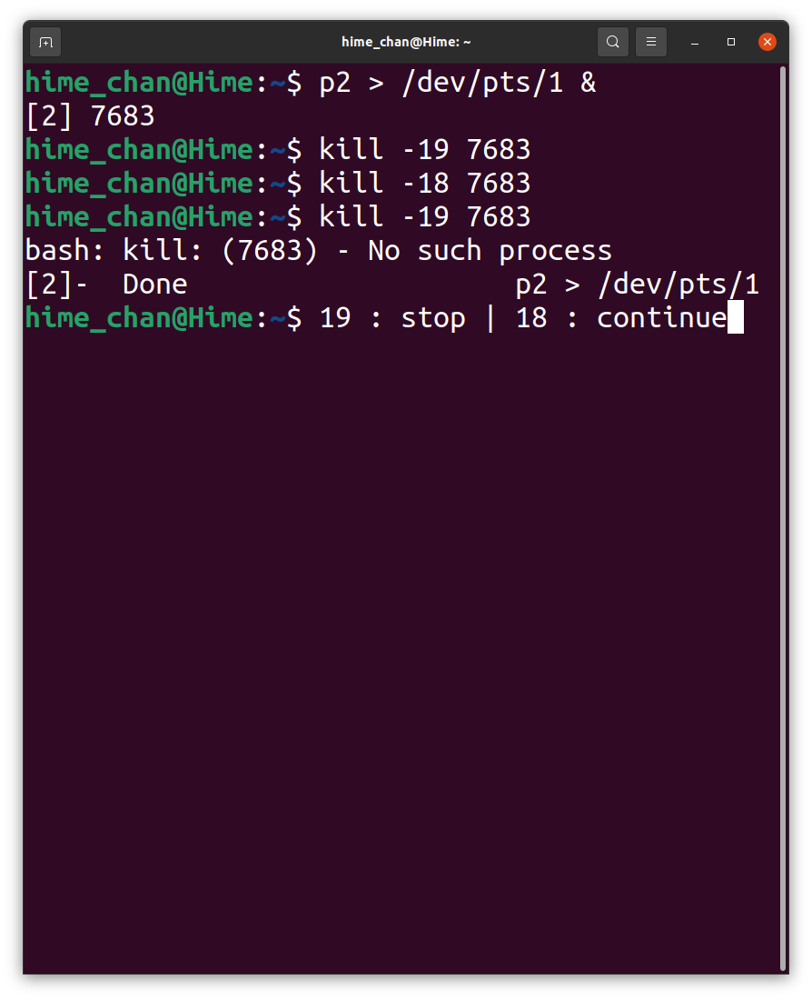 hime_chan@Hime: ~
hime_chan@Hime:~$ p2 > /dev/pts/1 &
[2] 7683
hime_chan@Hime:~$ kill -19 7683
hime_chan@Hime:~$ kill -18 7683
hime_chan@Hime:~$ kill -19 7683
bash: kill: (7683) - No such process
[2]-  Done                    p2 > /dev/pts/1
hime_chan@Hime:~$ 19 : stop | 18 : continue